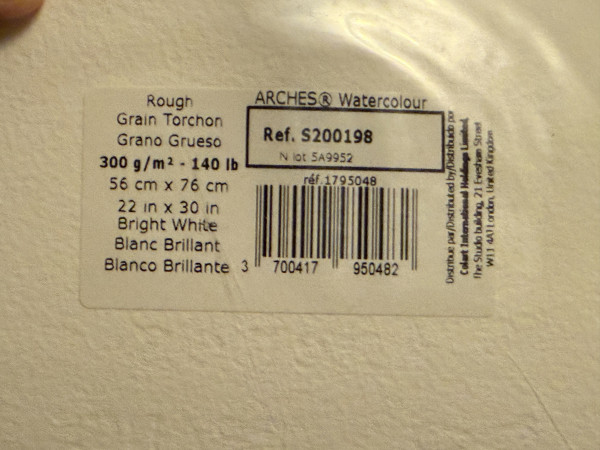 Rough
Grain Torchon
Grano Grueso
300 g/m² - 140 lb
56 cm x 76 cm
22 in x 30 in
Bright White
Blanc Brillant
Blanco Brillante
ARCHES® Watercolour
Ref. S200198
N lot 5A9952
réf.1795048
3 700417 950482
Distribué par/Distributed by/Distribuido por
Colart International Holdings Limited,
The Studio building, 21 Evesham Street
W11 4AJ London, United Kingdom